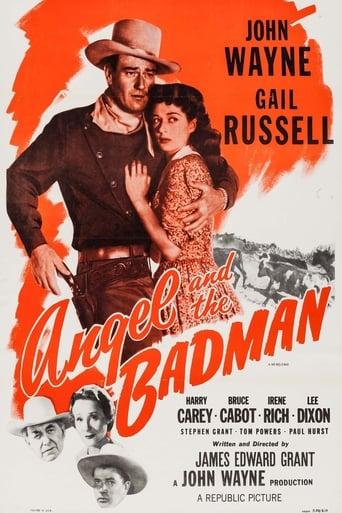 JOHN
WAYNE
GAIL
RUSSELL
Angel and the
BADMAN
HARRY CAREY · BRUCE CABOT · IRENE RICH · LEE DIXON
STEPHEN GRANT · TOM POWERS · PAUL HURST
Written and Directed by
JAMES EDWARD GRANT
A JOHN WAYNE PRODUCTION
A REPUBLIC PICTURE